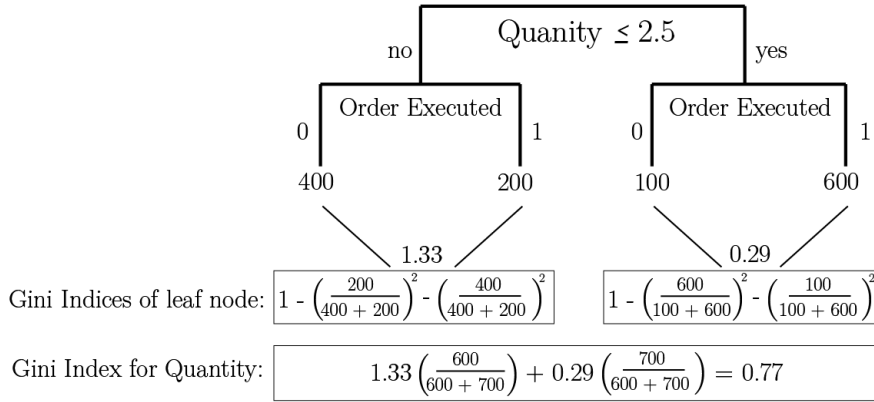 Quanity ≤ 2.5
no yes
Order Executed Order Executed
0 1 0 1
400 200 100 600
1.33 0.29
Gini Indices of leaf node: 1 - (200/(400 + 200))² - (400/(400 + 200))² 1 - (600/(100 + 600))² - (100/(100 + 600))²
Gini Index for Quantity: 1.33 (600/(600 + 700)) + 0.29 (700/(600 + 700)) = 0.77